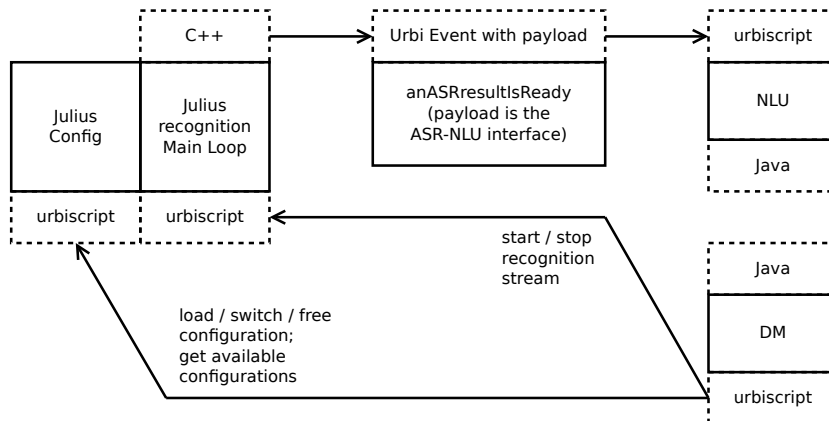 C++
Urbi Event with payload
urbiscript
Julius
Config
Julius
recognition
Main Loop
anASRresultIsReady
(payload is the
ASR-NLU interface)
NLU
Java
urbiscript
urbiscript
start / stop
recognition
stream
Java
load / switch / free
configuration;
get available
configurations
DM
urbiscript